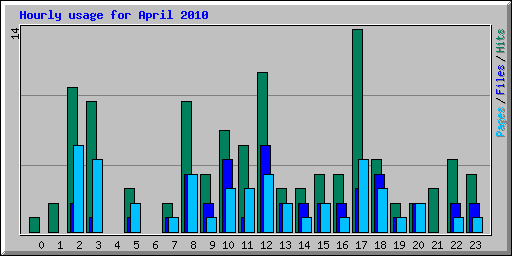 Hourly usage for April 2010
14
Pages/Files/Hits
0 1 2 3 4 5 6 7 8 9 10 11 12 13 14 15 16 17 18 19 20 21 22 23